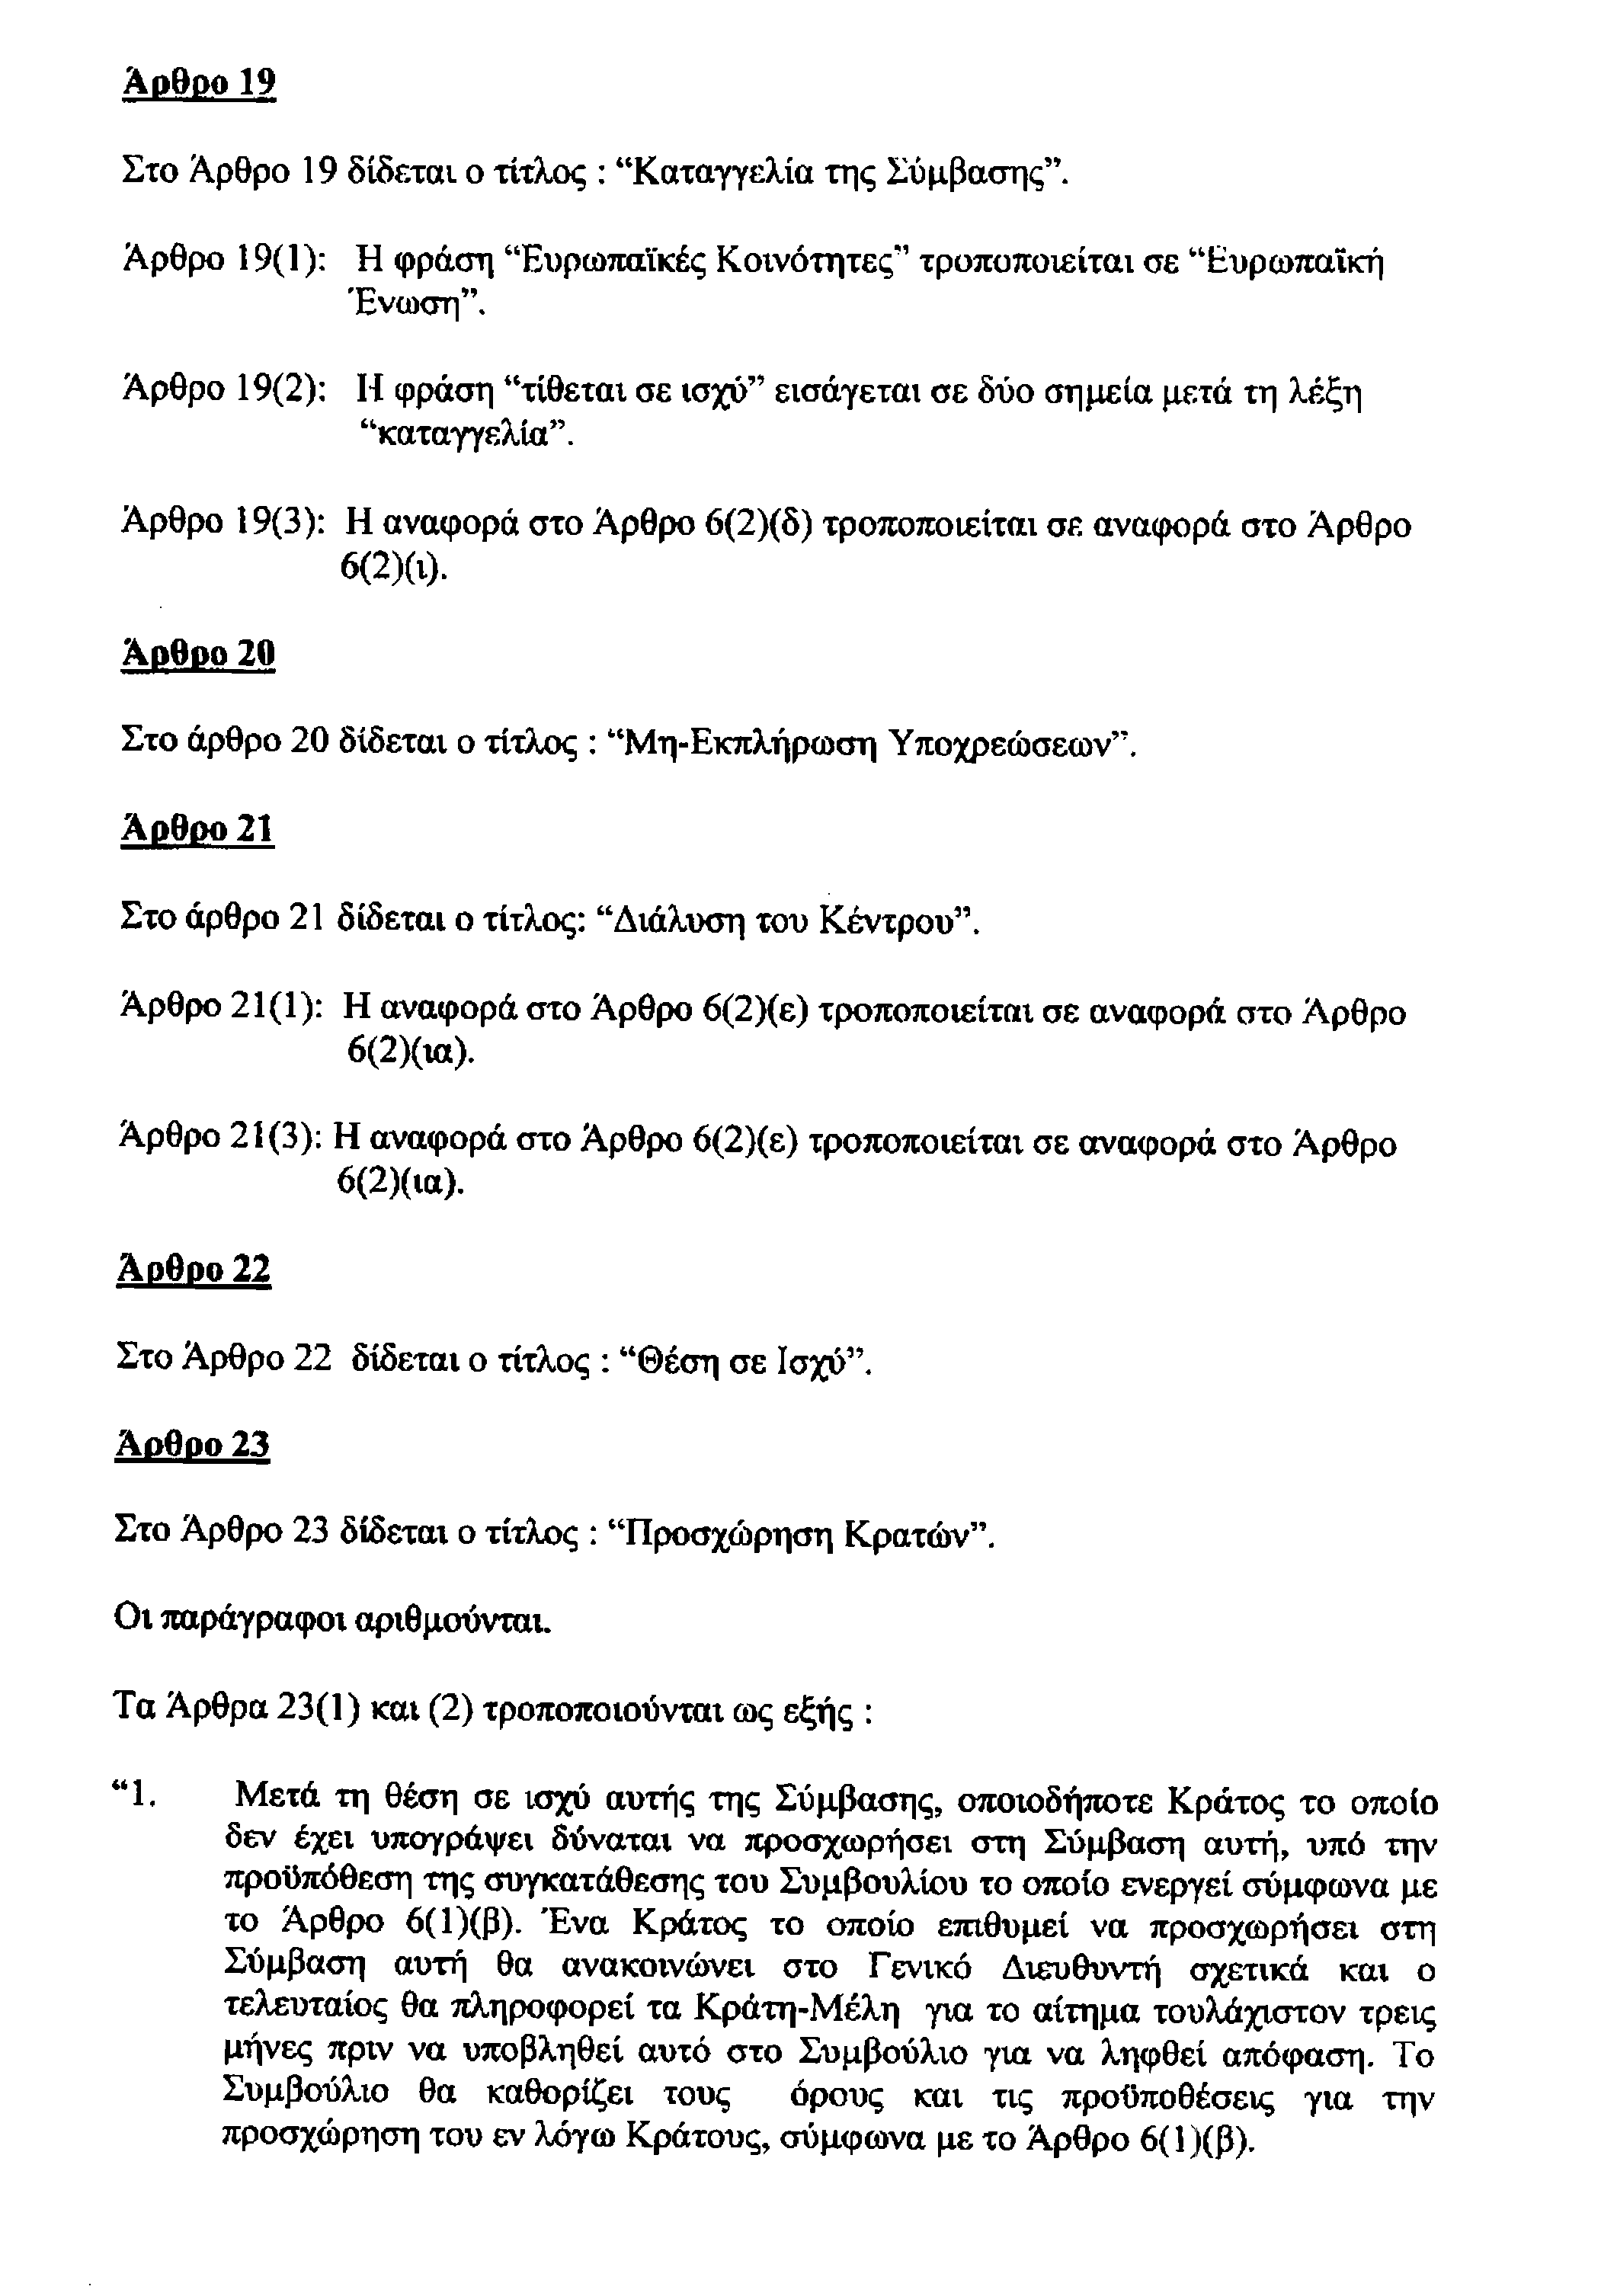 Άρθρο 19
Στο Άρθρο 19 δίδεται ο τίτλος : “Καταγγελία της Σύμβασης”.
Άρθρο 19(1): Η φράση “Ευρωπαϊκές Κοινότητες” τροποποιείται σε “Ευρωπαϊκή
Ένωση”.
Άρθρο 19(2): Η φράση “τίθεται σε ισχύ” εισάγεται σε δύο σημεία μετά τη λέξη
“καταγγελία”.
Άρθρο 19(3): Η αναφορά στο Άρθρο 6(2)(δ) τροποποιείται σε αναφορά στο Άρθρο
6(2)(ι).
Άρθρο 20
Στο άρθρο 20 δίδεται ο τίτλος : “Μη-Εκπλήρωση Υποχρεώσεων”.
Άρθρο 21
Στο άρθρο 21 δίδεται ο τίτλος: “Διάλυση του Κέντρου”.
Άρθρο 21(1): Η αναφορά στο Άρθρο 6(2)(ε) τροποποιείται σε αναφορά στο Άρθρο
6(2)(ια).
Άρθρο 21(3): Η αναφορά στο Άρθρο 6(2)(ε) τροποποιείται σε αναφορά στο Άρθρο
6(2)(ια).
Άρθρο 22
Στο Άρθρο 22 δίδεται ο τίτλος : “Θέση σε Ισχύ”.
Άρθρο 23
Στο Άρθρο 23 δίδεται ο τίτλος : “Προσχώρηση Κρατών”.
Οι παράγραφοι αριθμούνται.
Τα Άρθρα 23(1) και (2) τροποποιούνται ως εξής :
“1. Μετά τη θέση σε ισχύ αυτής της Σύμβασης, οποιοδήποτε Κράτος το οποίο
δεν έχει υπογράψει δύναται να προσχωρήσει στη Σύμβαση αυτή, υπό την
προϋπόθεση της συγκατάθεσης του Συμβουλίου το οποίο ενεργεί σύμφωνα με
το Άρθρο 6(1)(β). Ένα Κράτος το οποίο επιθυμεί να προσχωρήσει στη
Σύμβαση αυτή θα ανακοινώνει στο Γενικό Διευθυντή σχετικά και ο
τελευταίος θα πληροφορεί τα Κράτη-Μέλη για το αίτημα τουλάχιστον τρεις
μήνες πριν να υποβληθεί αυτό στο Συμβούλιο για να ληφθεί απόφαση. Το
Συμβούλιο θα καθορίζει τους όρους και τις προϋποθέσεις για την
προσχώρηση του εν λόγω Κράτους, σύμφωνα με το Άρθρο 6(1)(β).